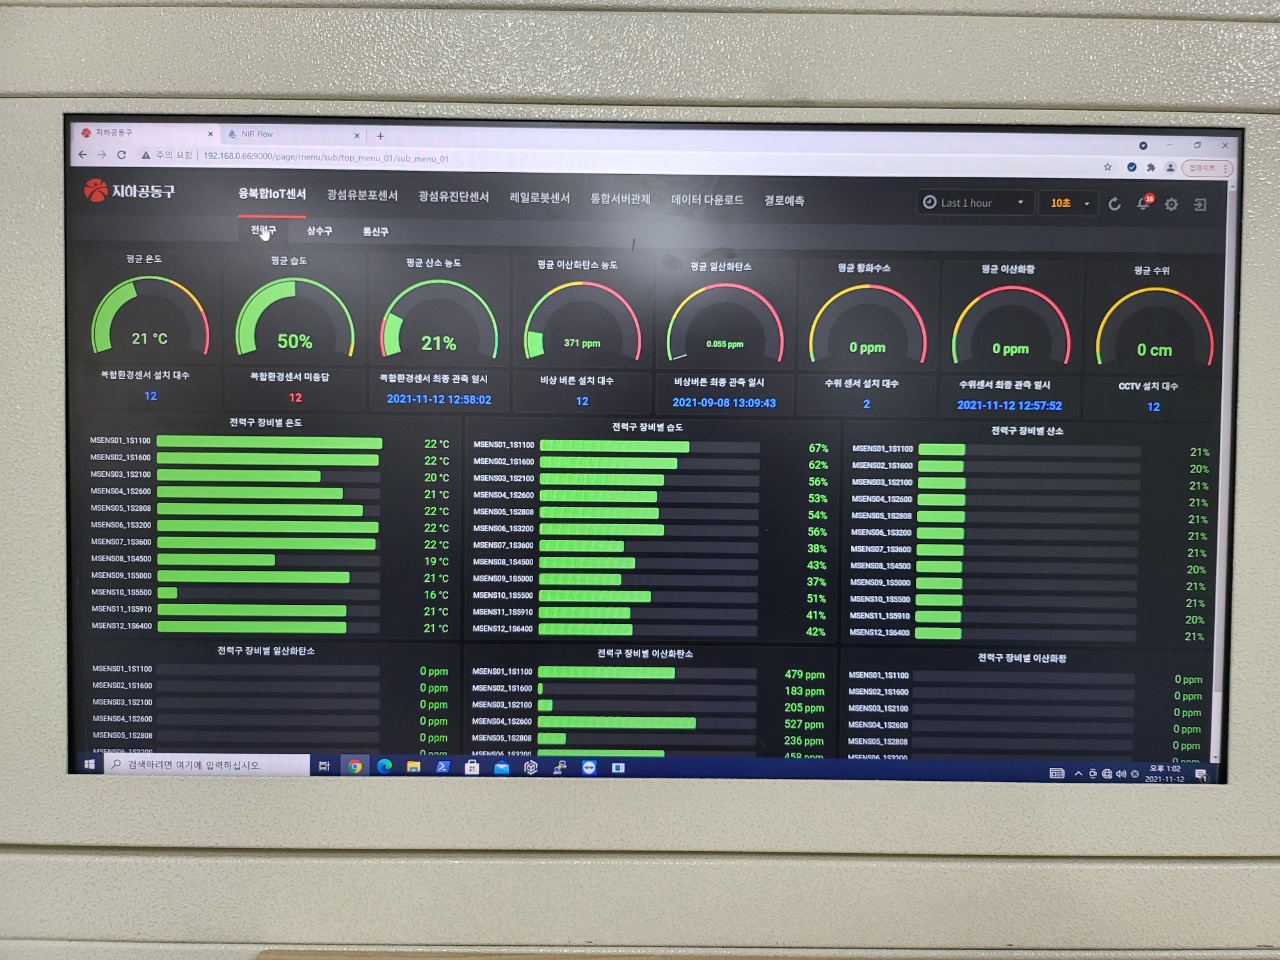 지하공동구
NiFi Flow
주의 요함 | 192.168.0.66:9000/page/menu/sub/top_menu_01/sub_menu_01
업데이트
지하공동구 융복합IoT센서 광섬유분포센서 광섬유진단센서 레일로봇센서 통합서버관제 데이터 다운로드 결로예측 Last 1 hour 10초 16
전력구 상수구 통신구
평균 온도 평균 습도 평균 산소 농도 평균 이산화탄소 농도 평균 일산화탄소 평균 황화수소 평균 이산화황 평균 수위
21 °C 50% 21% 371 ppm 0.055 ppm 0 ppm 0 ppm 0 cm
복합환경센서 설치 대수 복합환경센서 미응답 복합환경센서 최종 관측 일시 비상 버튼 설치 대수 비상버튼 최종 관측 일시 수위 센서 설치 대수 수위센서 최종 관측 일시 CCTV 설치 대수
12 12 2021-11-12 12:58:02 12 2021-09-08 13:09:43 2 2021-11-12 12:57:52 12
전력구 장비별 온도
MSENS01_1S1100 22 °C
MSENS02_1S1600 22 °C
MSENS03_1S2100 20 °C
MSENS04_1S2600 21 °C
MSENS05_1S2808 22 °C
MSENS06_1S3200 22 °C
MSENS07_1S3600 22 °C
MSENS08_1S4500 19 °C
MSENS09_1S5000 21 °C
MSENS10_1S5500 16 °C
MSENS11_1S5910 21 °C
MSENS12_1S6400 21 °C
전력구 장비별 습도
MSENS01_1S1100 67%
MSENS02_1S1600 62%
MSENS03_1S2100 56%
MSENS04_1S2600 53%
MSENS05_1S2808 54%
MSENS06_1S3200 56%
MSENS07_1S3600 38%
MSENS08_1S4500 43%
MSENS09_1S5000 37%
MSENS10_1S5500 51%
MSENS11_1S5910 41%
MSENS12_1S6400 42%
전력구 장비별 산소
MSENS01_1S1100 21%
MSENS02_1S1600 20%
MSENS03_1S2100 21%
MSENS04_1S2600 21%
MSENS05_1S2808 21%
MSENS06_1S3200 21%
MSENS07_1S3600 21%
MSENS08_1S4500 20%
MSENS09_1S5000 21%
MSENS10_1S5500 21%
MSENS11_1S5910 20%
MSENS12_1S6400 21%
전력구 장비별 일산화탄소
MSENS01_1S1100 0 ppm
MSENS02_1S1600 0 ppm
MSENS03_1S2100 0 ppm
MSENS04_1S2600 0 ppm
MSENS05_1S2808 0 ppm
MSENS06_1S3200 0 ppm
전력구 장비별 이산화탄소
MSENS01_1S1100 479 ppm
MSENS02_1S1600 183 ppm
MSENS03_1S2100 205 ppm
MSENS04_1S2600 527 ppm
MSENS05_1S2808 236 ppm
MSENS06_1S3200 458 ppm
전력구 장비별 이산화황
MSENS01_1S1100 0 ppm
MSENS02_1S1600 0 ppm
MSENS03_1S2100 0 ppm
MSENS04_1S2600 0 ppm
MSENS05_1S2808 0 ppm
MSENS06_1S3200 0 ppm
검색하려면 여기에 입력하십시오.
오후 1:02
2021-11-12